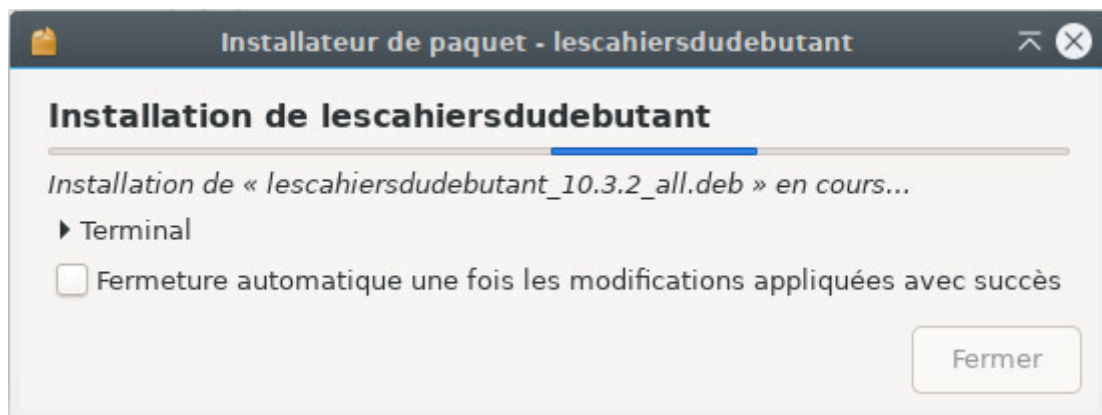 Installateur de paquet - lescahiersdudebutant
Installation de lescahiersdudebutant
Installation de « lescahiersdudebutant_10.3.2_all.deb » en cours...
Terminal
Fermeture automatique une fois les modifications appliquées avec succès
Fermer